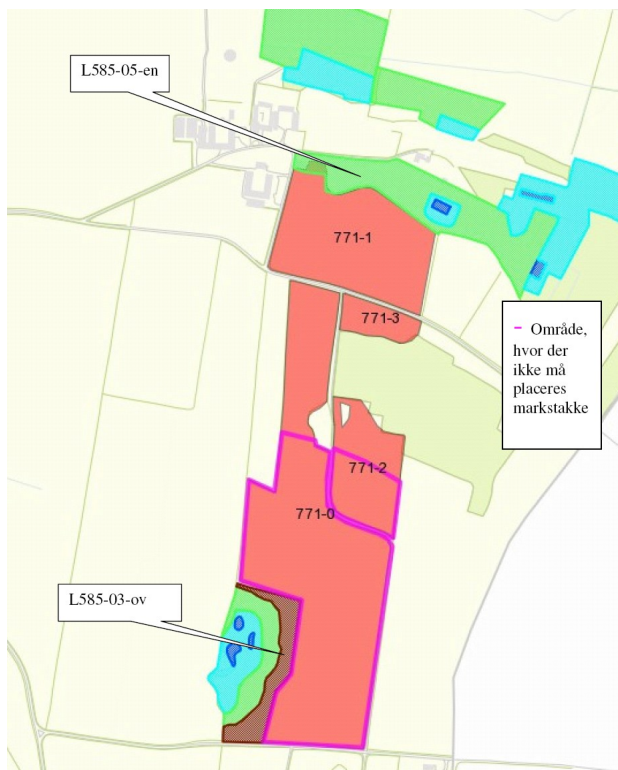 L585-05-en
771-1
771-3
- Område,
hvor der
ikke må
placeres
markstakke
771-2
771-0
L585-03-ov